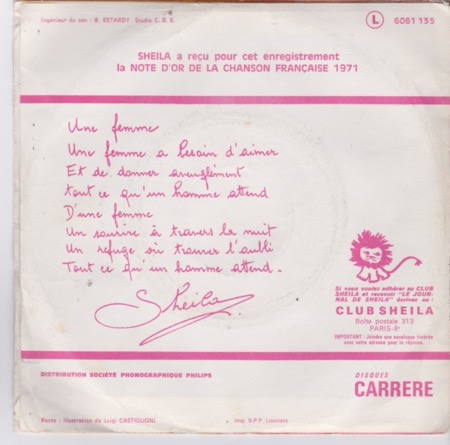 Ingénieur du son : B. ESTARDY Studio C. B. E.
L 6061 135
SHEILA a reçu pour cet enregistrement
la NOTE D'OR DE LA CHANSON FRANÇAISE 1971
Une femme
Une femme a besoin d'aimer
Et de donner aveuglément
tout ce qu'un homme attend
D'une femme
Un sourire à travers la nuit
Un refuge où trouver l'oubli
Tout ce qu'un homme attend.
Sheila
Si vous voulez adhérer au CLUB
SHEILA et recevoir "LE JOUR-
NAL DE SHEILA" écrivez au :
CLUB SHEILA
Boîte postale 313
PARIS-8e
IMPORTANT : Joindre une enveloppe timbrée
avec votre adresse pour la réponse.
DISTRIBUTION SOCIÉTÉ PHONOGRAPHIQUE PHILIPS
DISQUES
CARRERE
Recto : Illustration de Luigi CASTIGLIONI
Imp. S.P.P. Louviers